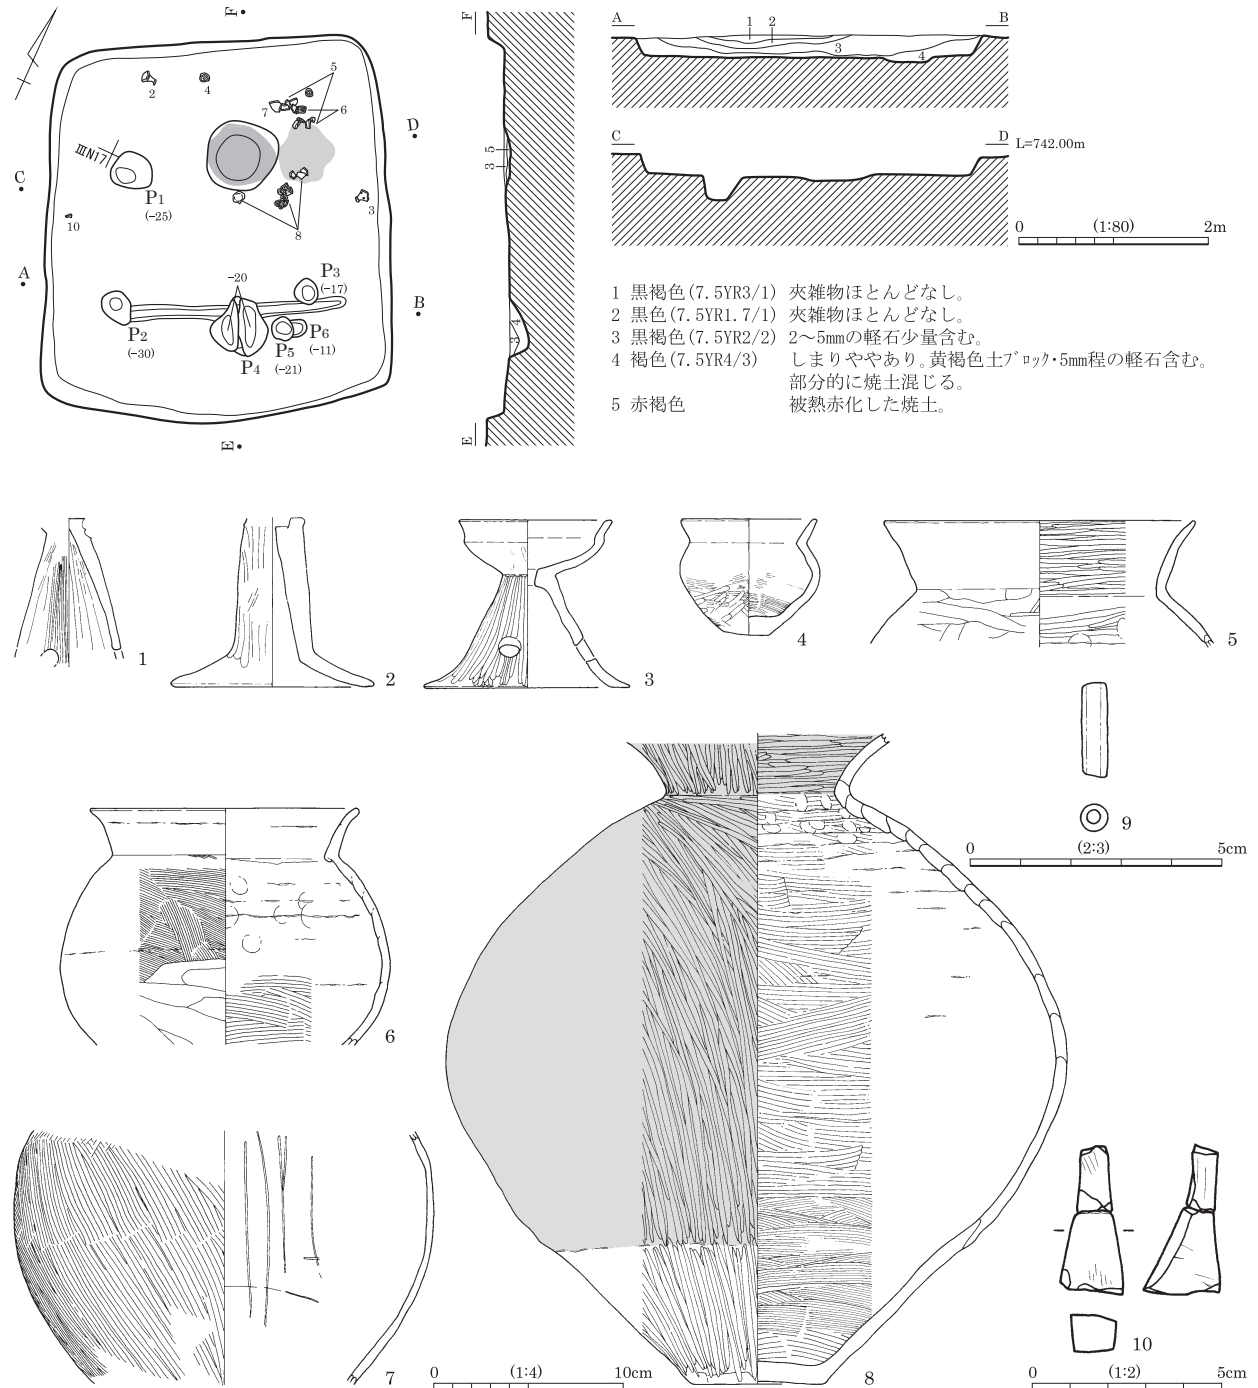 F
F
A
B
1
2
3
4
C
D
L=742.00m
0
(1:80)
2m
2
4
5
7
6
D
ⅢN17
C
P1
(-25)
3
10
8
5
3
A
-20
P3
(-17)
B
P2
(-30)
P4
P5
(-21)
P6
(-11)
4
3
E
E
1 黒褐色(7.5YR3/1) 夾雑物ほとんどなし。
2 黒色(7.5YR1.7/1) 夾雑物ほとんどなし。
3 黒褐色(7.5YR2/2) 2〜5㎜の軽石少量含む。
4 褐色(7.5YR4/3) しまりややあり。黄褐色土ブロック・5㎜程の軽石含む。
部分的に焼土混じる。
5 赤褐色 被熱赤化した焼土。
1
2
3
4
5
9
0
(2:3)
5cm
6
7
0
(1:4)
10cm
8
10
0
(1:2)
5cm